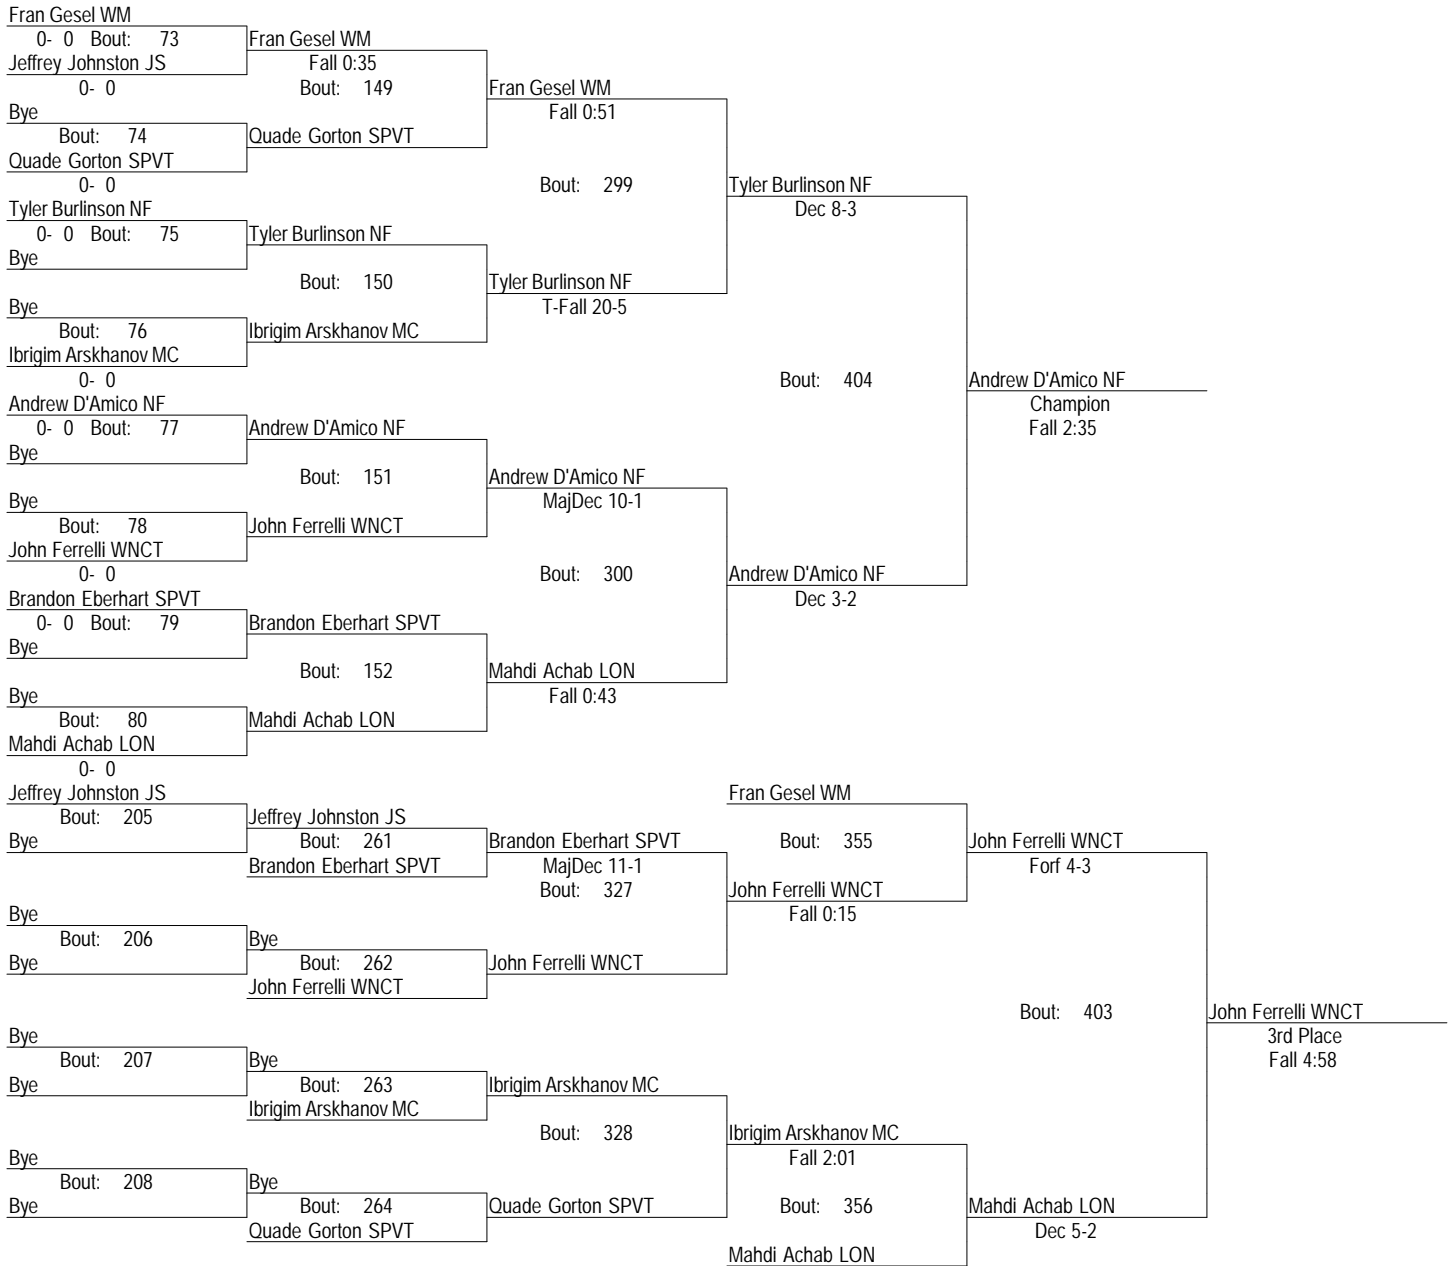 Fran Gesel WM
0- 0 Bout: 73
Jeffrey Johnston JS
0- 0
Bye
Bout: 74
Quade Gorton SPVT
0- 0
Tyler Burlinson NF
0- 0 Bout: 75
Bye
Bye
Bout: 76
Ibrigim Arskhanov MC
0- 0
Andrew D'Amico NF
0- 0 Bout: 77
Bye
Bye
Bout: 78
John Ferrelli WNCT
0- 0
Brandon Eberhart SPVT
0- 0 Bout: 79
Bye
Bye
Bout: 80
Mahdi Achab LON
0- 0
Fran Gesel WM
Fall 0:35
Bout: 149
Quade Gorton SPVT
Tyler Burlinson NF
Bout: 150
Ibrigim Arskhanov MC
Andrew D'Amico NF
Bout: 151
John Ferrelli WNCT
Brandon Eberhart SPVT
Bout: 152
Mahdi Achab LON
Fran Gesel WM
Fall 0:51
Bout: 299
Tyler Burlinson NF
T-Fall 20-5
Andrew D'Amico NF
MajDec 10-1
Bout: 300
Mahdi Achab LON
Fall 0:43
Tyler Burlinson NF
Dec 8-3
Bout: 404
Andrew D'Amico NF
Dec 3-2
Andrew D'Amico NF
Champion
Fall 2:35
Jeffrey Johnston JS
Bout: 205
Bye
Bye
Bout: 206
Bye
Bye
Bout: 207
Bye
Bye
Bout: 208
Bye
Jeffrey Johnston JS
Bout: 261
Brandon Eberhart SPVT
Bye
Bout: 262
John Ferrelli WNCT
Bye
Bout: 263
Ibrigim Arskhanov MC
Bye
Bout: 264
Quade Gorton SPVT
Brandon Eberhart SPVT
MajDec 11-1
Bout: 327
John Ferrelli WNCT
Ibrigim Arskhanov MC
Bout: 328
Quade Gorton SPVT
Fran Gesel WM
Bout: 355
John Ferrelli WNCT
Fall 0:15
Ibrigim Arskhanov MC
Fall 2:01
Bout: 356
Mahdi Achab LON
John Ferrelli WNCT
Forf 4-3
Bout: 403
Mahdi Achab LON
Dec 5-2
John Ferrelli WNCT
3rd Place
Fall 4:58